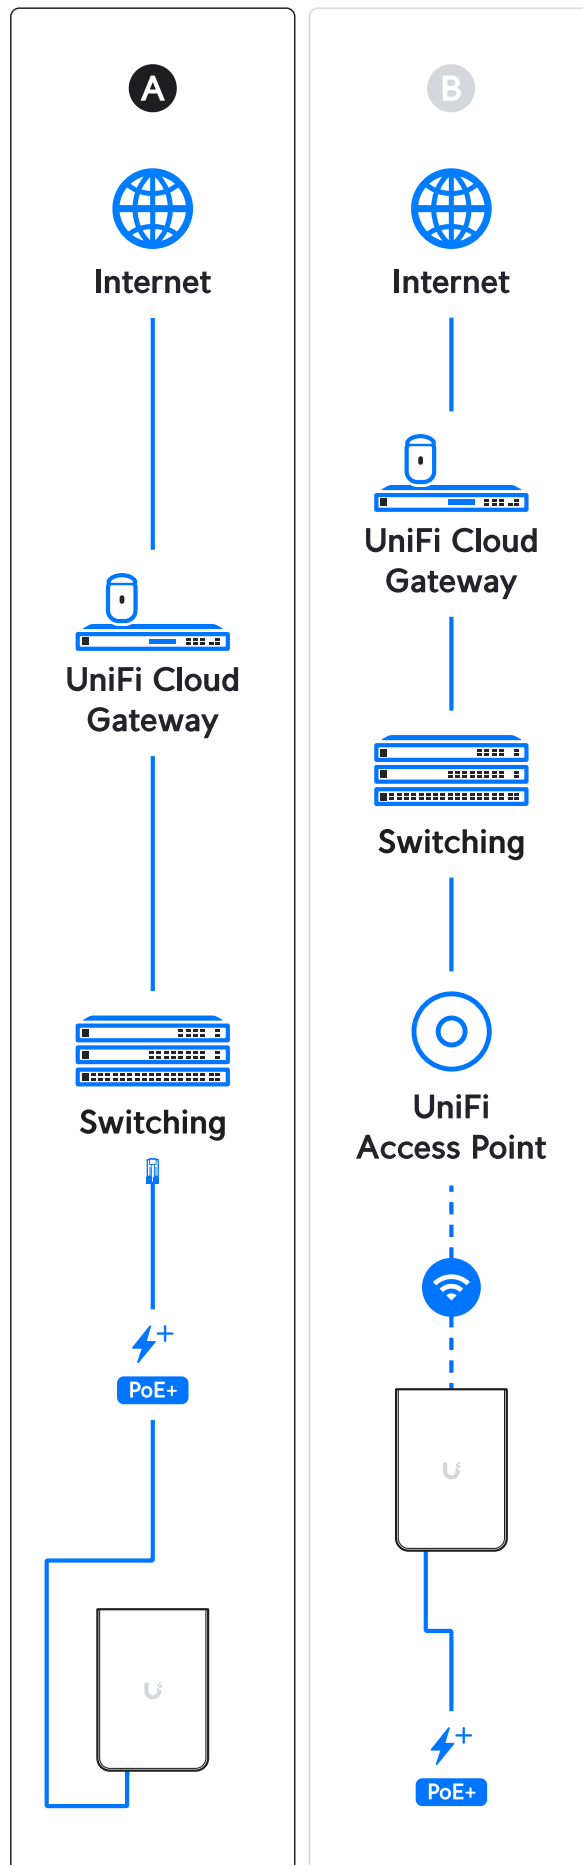 A
Internet
UniFi Cloud
Gateway
Switching
PoE+
B
Internet
UniFi Cloud
Gateway
Switching
UniFi
Access Point
PoE+